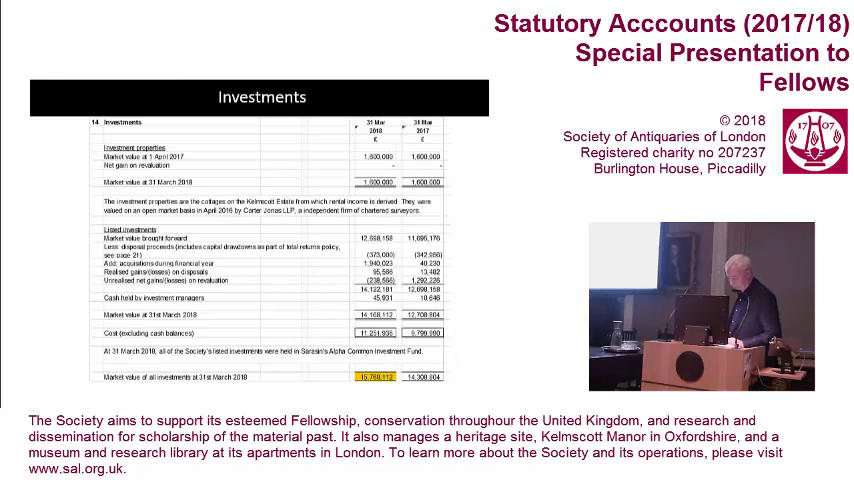 Statutory Acccounts (2017/18)
Special Presentation to
Fellows
© 2018
Society of Antiquaries of London
Registered charity no 207237
Burlington House, Piccadilly
17 07
Investments
14 Investments 31 Mar 31 Mar
2018 2017
£ £
Investment properties
Market value at 1 April 2017 1,600,000 1,600,000
Net gain on revaluation - -
Market value at 31 March 2018 1,600,000 1,600,000
The investment properties are the cottages on the Kelmscott Estate from which rental income is derived. They were
valued on an open market basis in April 2016 by Carter Jonas LLP, a independent firm of chartered surveyors.
Listed investments
Market value brought forward 12,698,158 11,695,176
Less: disposal proceeds (includes capital drawdowns as part of total returns policy,
see page 21) (373,000) (342,956)
Add: acquisitions during financial year 1,940,023 40,230
Realised gains/(losses) on disposals 95,566 13,482
Unrealised net gains/(losses) on revaluation (238,566) 1,292,226
14,122,181 12,698,158
Cash held by investment managers 45,931 10,646
Market value at 31st March 2018 14,168,112 12,708,804
Cost (excluding cash balances) 11,251,936 9,799,990
At 31 March 2018, all of the Society's listed investments were held in Sarasin's Alpha Common Investment Fund.
Market value of all investments at 31st March 2018 15,768,112 14,308,804
The Society aims to support its esteemed Fellowship, conservation throughour the United Kingdom, and research and
dissemination for scholarship of the material past. It also manages a heritage site, Kelmscott Manor in Oxfordshire, and a
museum and research library at its apartments in London. To learn more about the Society and its operations, please visit
www.sal.org.uk.